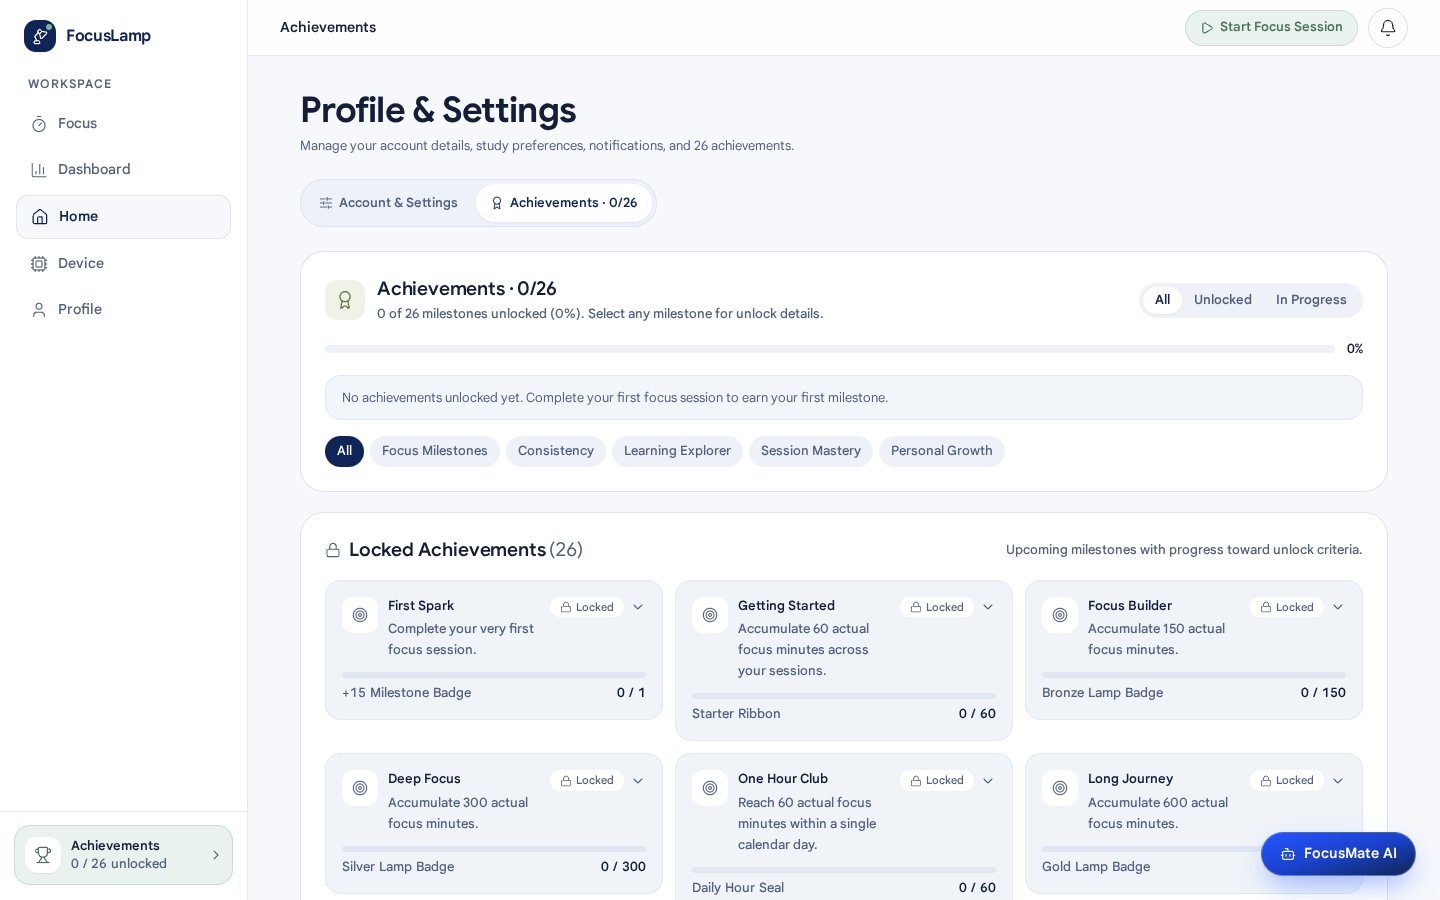 FocusLamp
WORKSPACE
Focus
Dashboard
Home
Device
Profile
Achievements
0 / 26 unlocked
Achievements
Start Focus Session
Profile & Settings
Manage your account details, study preferences, notifications, and 26 achievements.
Account & Settings
Achievements · 0/26
Achievements · 0/26
0 of 26 milestones unlocked (0%). Select any milestone for unlock details.
All
Unlocked
In Progress
0%
No achievements unlocked yet. Complete your first focus session to earn your first milestone.
All
Focus Milestones
Consistency
Learning Explorer
Session Mastery
Personal Growth
Locked Achievements (26)
Upcoming milestones with progress toward unlock criteria.
First Spark
Locked
Complete your very first
focus session.
+15 Milestone Badge
0 / 1
Getting Started
Locked
Accumulate 60 actual
focus minutes across
your sessions.
Starter Ribbon
0 / 60
Focus Builder
Locked
Accumulate 150 actual
focus minutes.
Bronze Lamp Badge
0 / 150
Deep Focus
Locked
Accumulate 300 actual
focus minutes.
Silver Lamp Badge
0 / 300
One Hour Club
Locked
Reach 60 actual focus
minutes within a single
calendar day.
Daily Hour Seal
0 / 60
Long Journey
Locked
Accumulate 600 actual
focus minutes.
Gold Lamp Badge
FocusMate AI